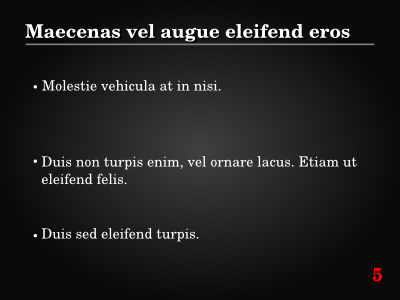 Maecenas vel augue eleifend eros
• Molestie vehicula at in nisi.
• Duis non turpis enim, vel ornare lacus. Etiam ut
eleifend felis.
• Duis sed eleifend turpis.
5